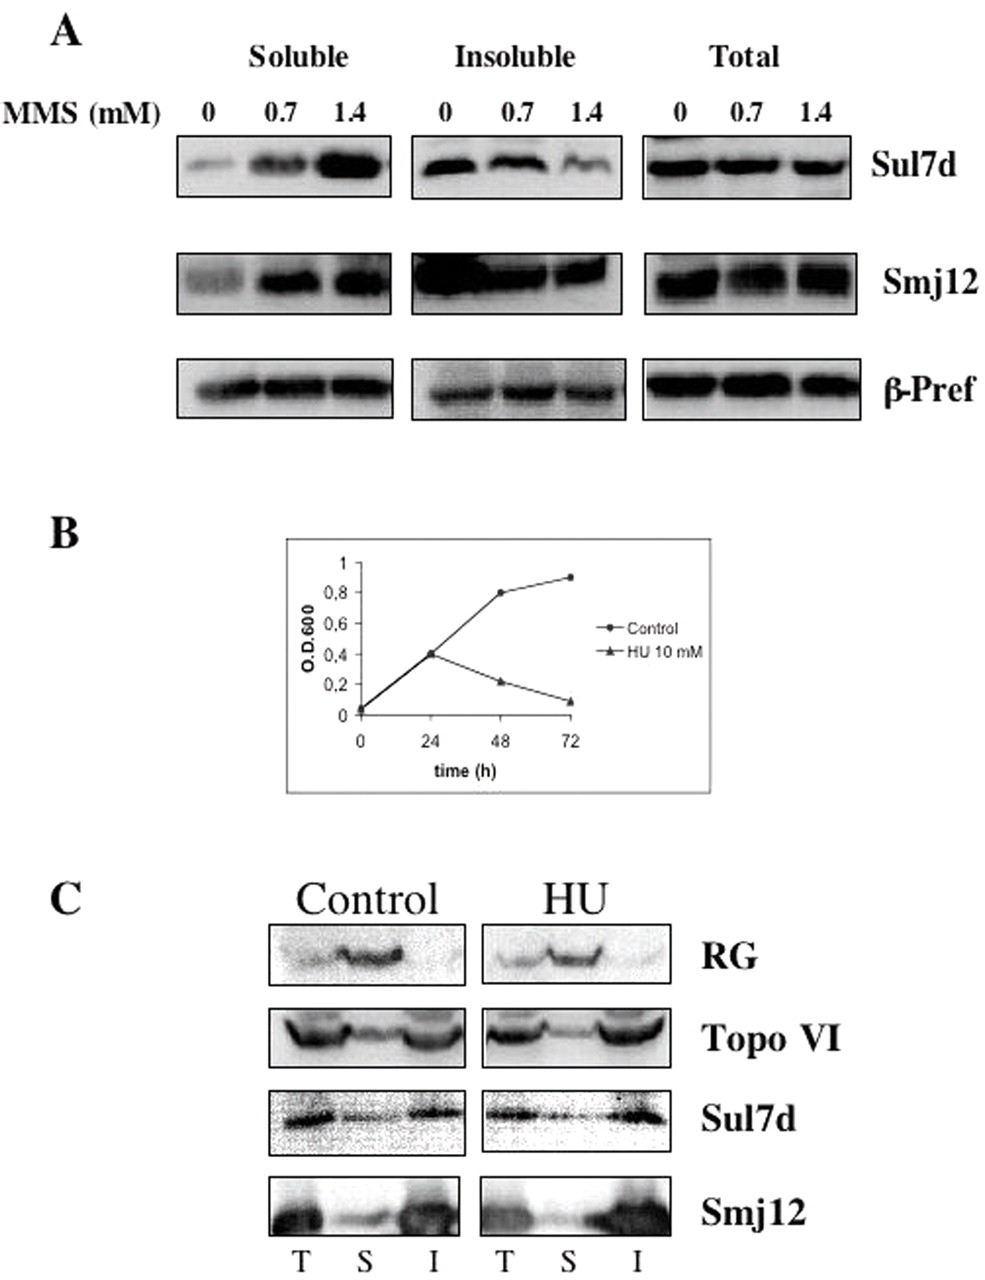 A
Soluble Insoluble Total
MMS (mM) 0 0.7 1.4 0 0.7 1.4 0 0.7 1.4
Sul7d
Smj12
β-Pref
B
1
0,8
0,6
0,4
0,2
0
O.D.600
0 24 48 72
time (h)
Control
HU 10 mM
C
Control HU
RG
Topo VI
Sul7d
Smj12
T S I T S I